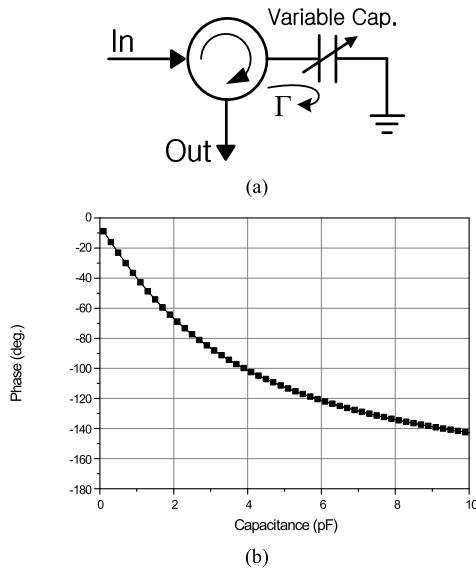 Variable Cap.
In
Γ
Out
(a)
0
-20
-40
-60
-80
-100
-120
-140
-160
-180
Phase (deg.)
0 2 4 6 8 10
Capacitance (pF)
(b)